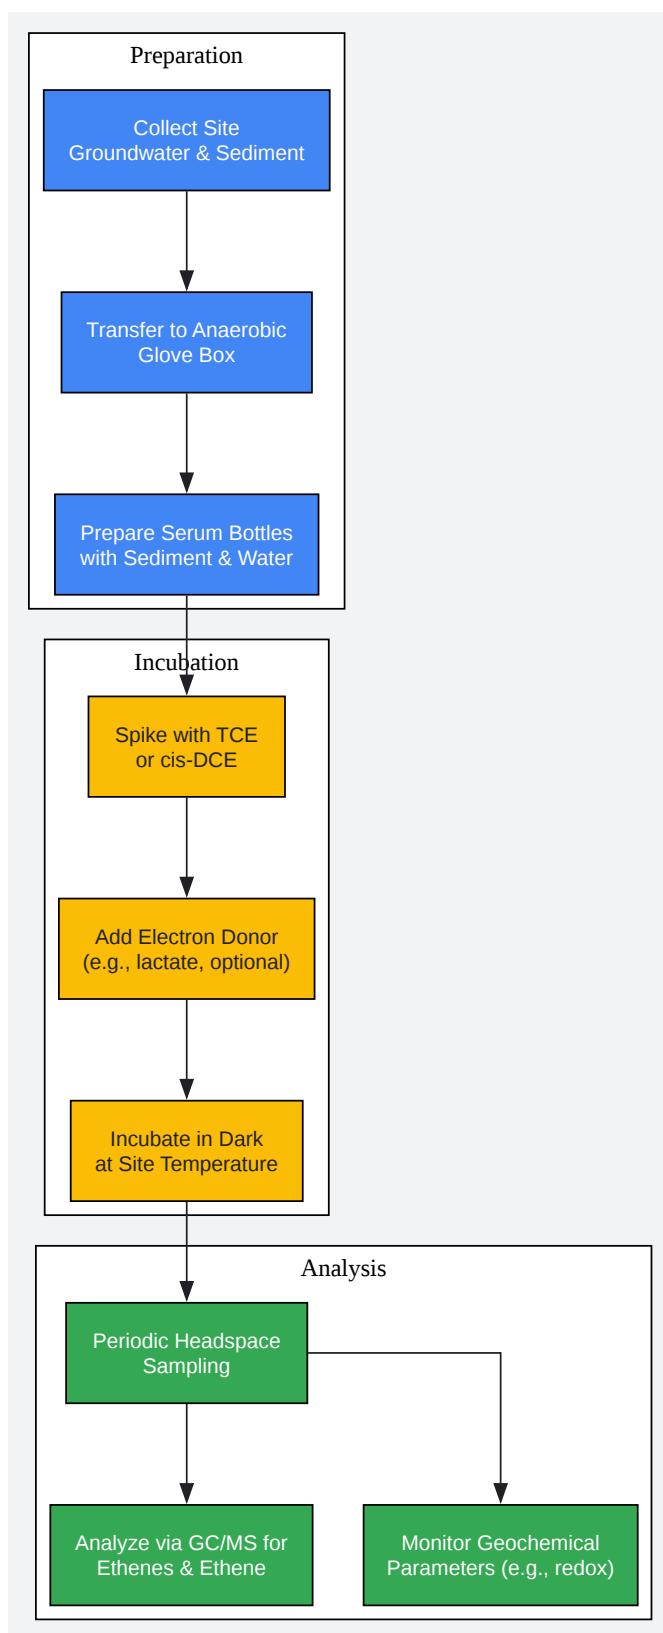 Preparation
Collect Site
Groundwater & Sediment
Transfer to Anaerobic
Glove Box
Prepare Serum Bottles
with Sediment & Water
Incubation
Spike with TCE
or cis-DCE
Add Electron Donor
(e.g., lactate, optional)
Incubate in Dark
at Site Temperature
Analysis
Periodic Headspace
Sampling
Analyze via GC/MS for
Ethenes & Ethene
Monitor Geochemical
Parameters (e.g., redox)